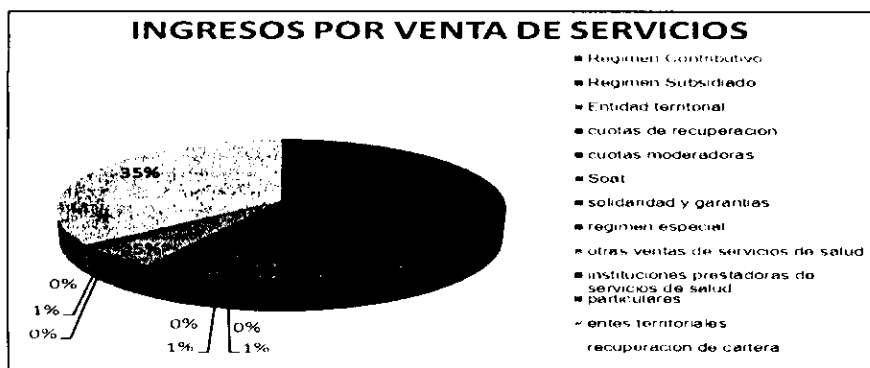 INGRESOS POR VENTA DE SERVICIOS
Regimen Contributivo
Regimen Subsidiado
Entidad territorial
cuotas de recuperacion
cuotas moderadoras
Soat
solidaridad y garantias
regimen especial
otras ventas de servicios de salud
instituciones prestadoras de
servicios de salud
particulares
entes territoriales
recuperacion de cartera
35%
0%
1%
0%
0%
0%
1%
1%